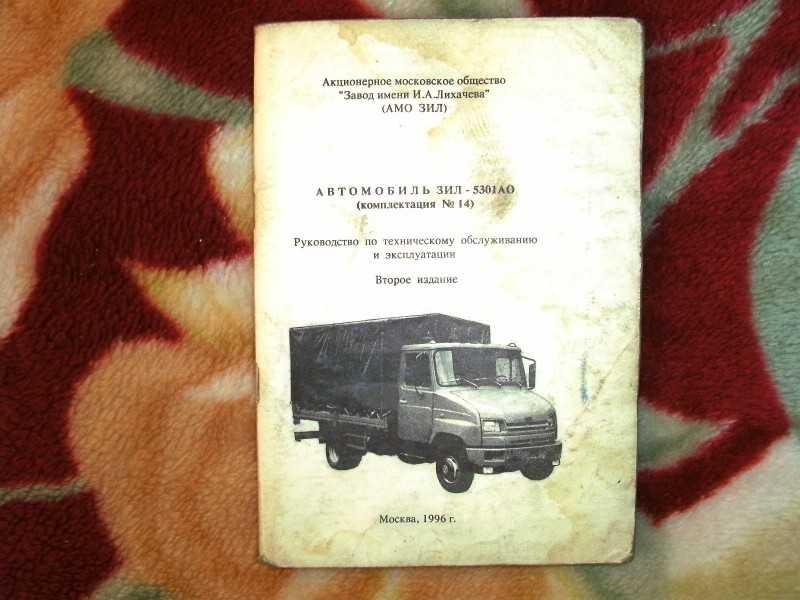 Акционерное московское общество
"Завод имени И.А.Лихачева"
(АМО ЗИЛ)
АВТОМОБИЛЬ ЗИЛ - 5301АО
(комплектация № 14)
Руководство по техническому обслуживанию
и эксплуатации
Второе издание
Москва, 1996 г.